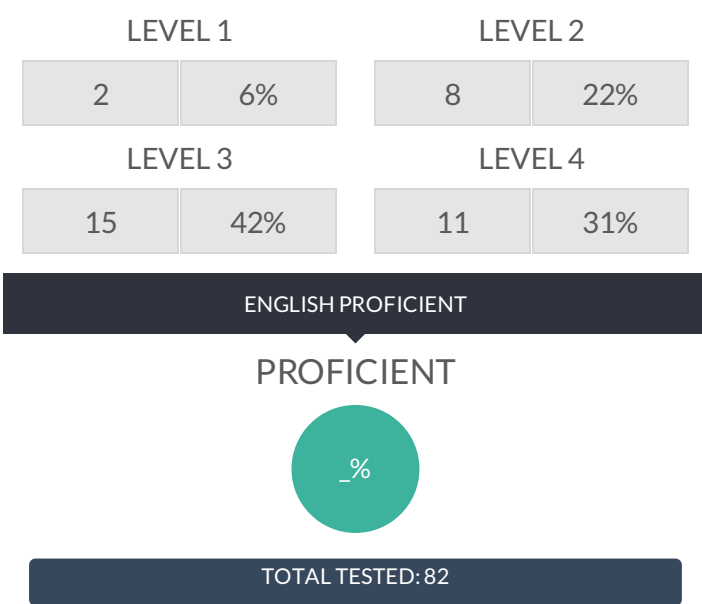 LEVEL 1
2 6%
LEVEL 2
8 22%
LEVEL 3
15 42%
LEVEL 4
11 31%
ENGLISH PROFICIENT
PROFICIENT
_%
TOTAL TESTED: 82